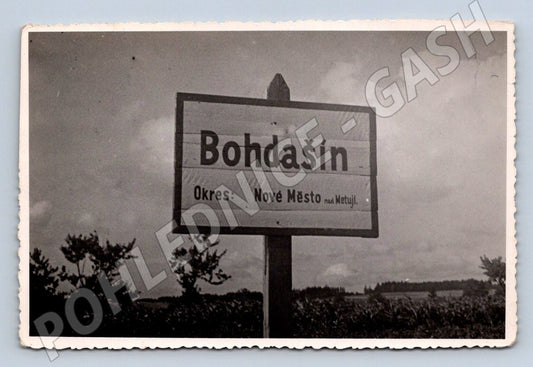 Bohdašín
Okres: Nové Město nad Metují.
POHLEDNICE - GASH